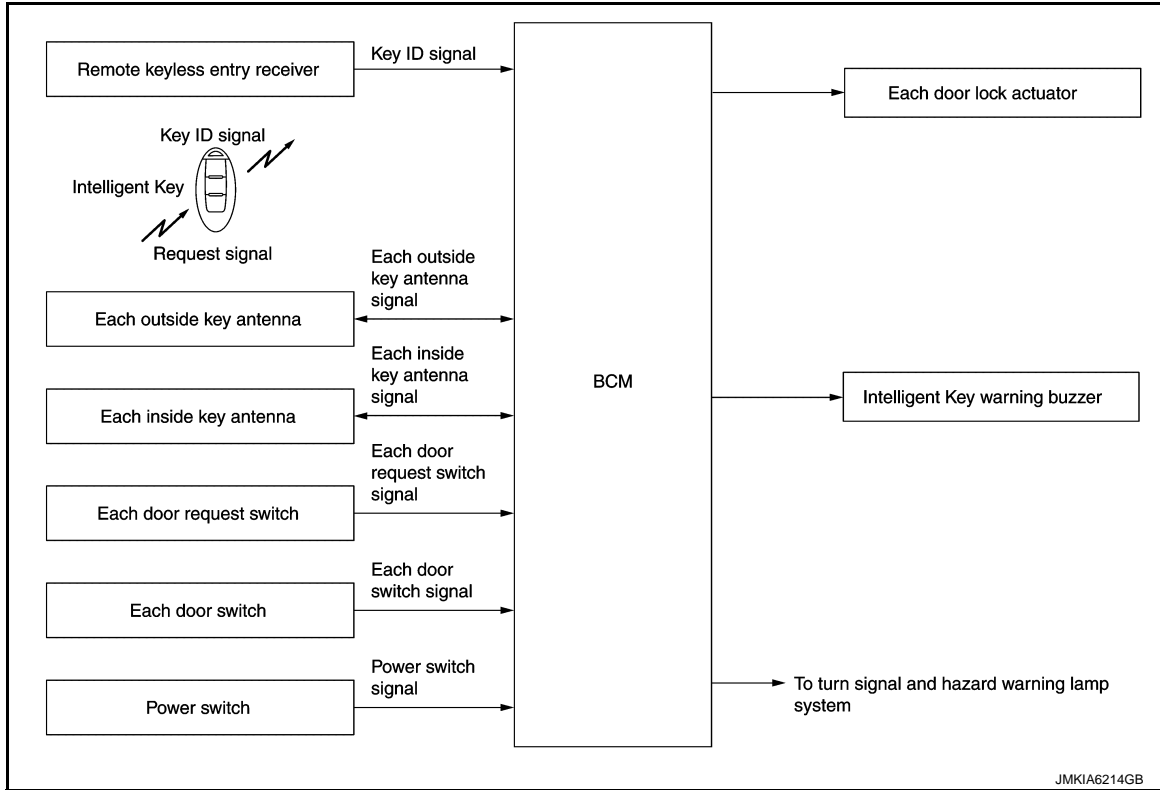 Remote keyless entry receiver
Key ID signal
Key ID signal
Intelligent Key
Request signal
Each outside
key antenna
signal
Each outside key antenna
Each inside
key antenna
signal
Each inside key antenna
Each door
request switch
signal
Each door request switch
Each door
switch signal
Each door switch
Power switch
signal
Power switch
BCM
Each door lock actuator
Intelligent Key warning buzzer
To turn signal and hazard warning lamp
system
JMKIA6214GB